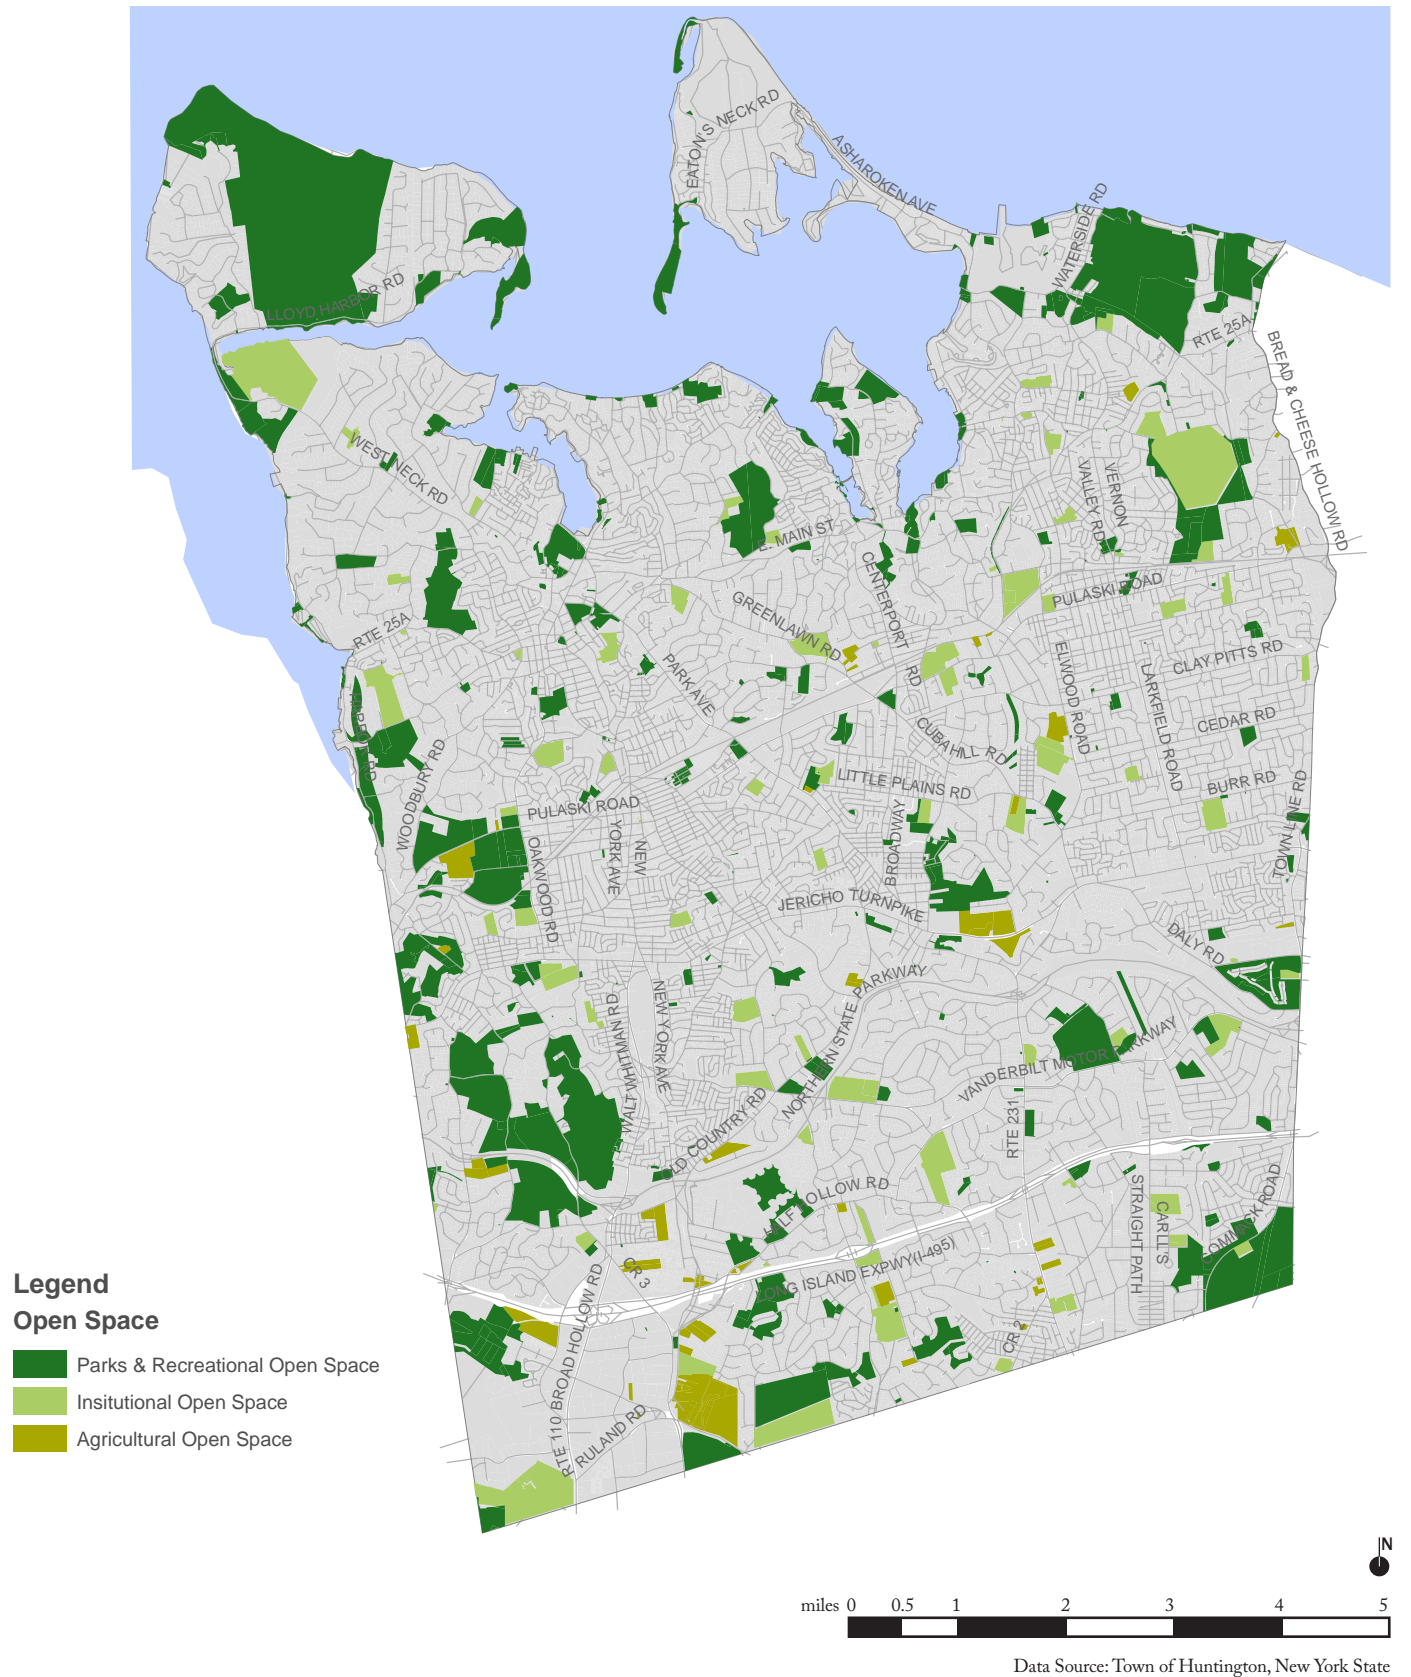 EATON'S NECK RD
ASHAROKEN AVE
WATERSIDE RD
LLOYD HARBOR RD
RTE 25A
BREAD & CHEESE HOLLOW RD
WEST NECK RD
VERNON
VALLEY RD
E. MAIN ST
CENTERPORT
RD
GREENLAWN RD
PULASKI ROAD
RTE 25A
PARK AVE
ELWOOD ROAD
CLAY PITTS RD
LARKFIELD ROAD
CEDAR RD
CUBA HILL RD
WOODBURY RD
LITTLE PLAINS RD
BURR RD
TOWN LINE RD
PULASKI ROAD
OAKWOOD RD
NEW
YORK AVE
BROADWAY
JERICHO TURNPIKE
DALY RD
NORTHERN STATE PARKWAY
NEW YORK AVE
WALT WHITMAN RD
VANDERBILT MOTOR PARKWAY
OLD COUNTRY RD
RTE 231
HALF HOLLOW RD
STRAIGHT PATH
CARLL'S
COMMACK ROAD
CR 3
LONG ISLAND EXPWY(I-495)
RTE 110 BROAD HOLLOW RD
CR 2
RULAND RD
Legend
Open Space
Parks & Recreational Open Space
Insitutional Open Space
Agricultural Open Space
N
miles 0 0.5 1 2 3 4 5
Data Source: Town of Huntington, New York State